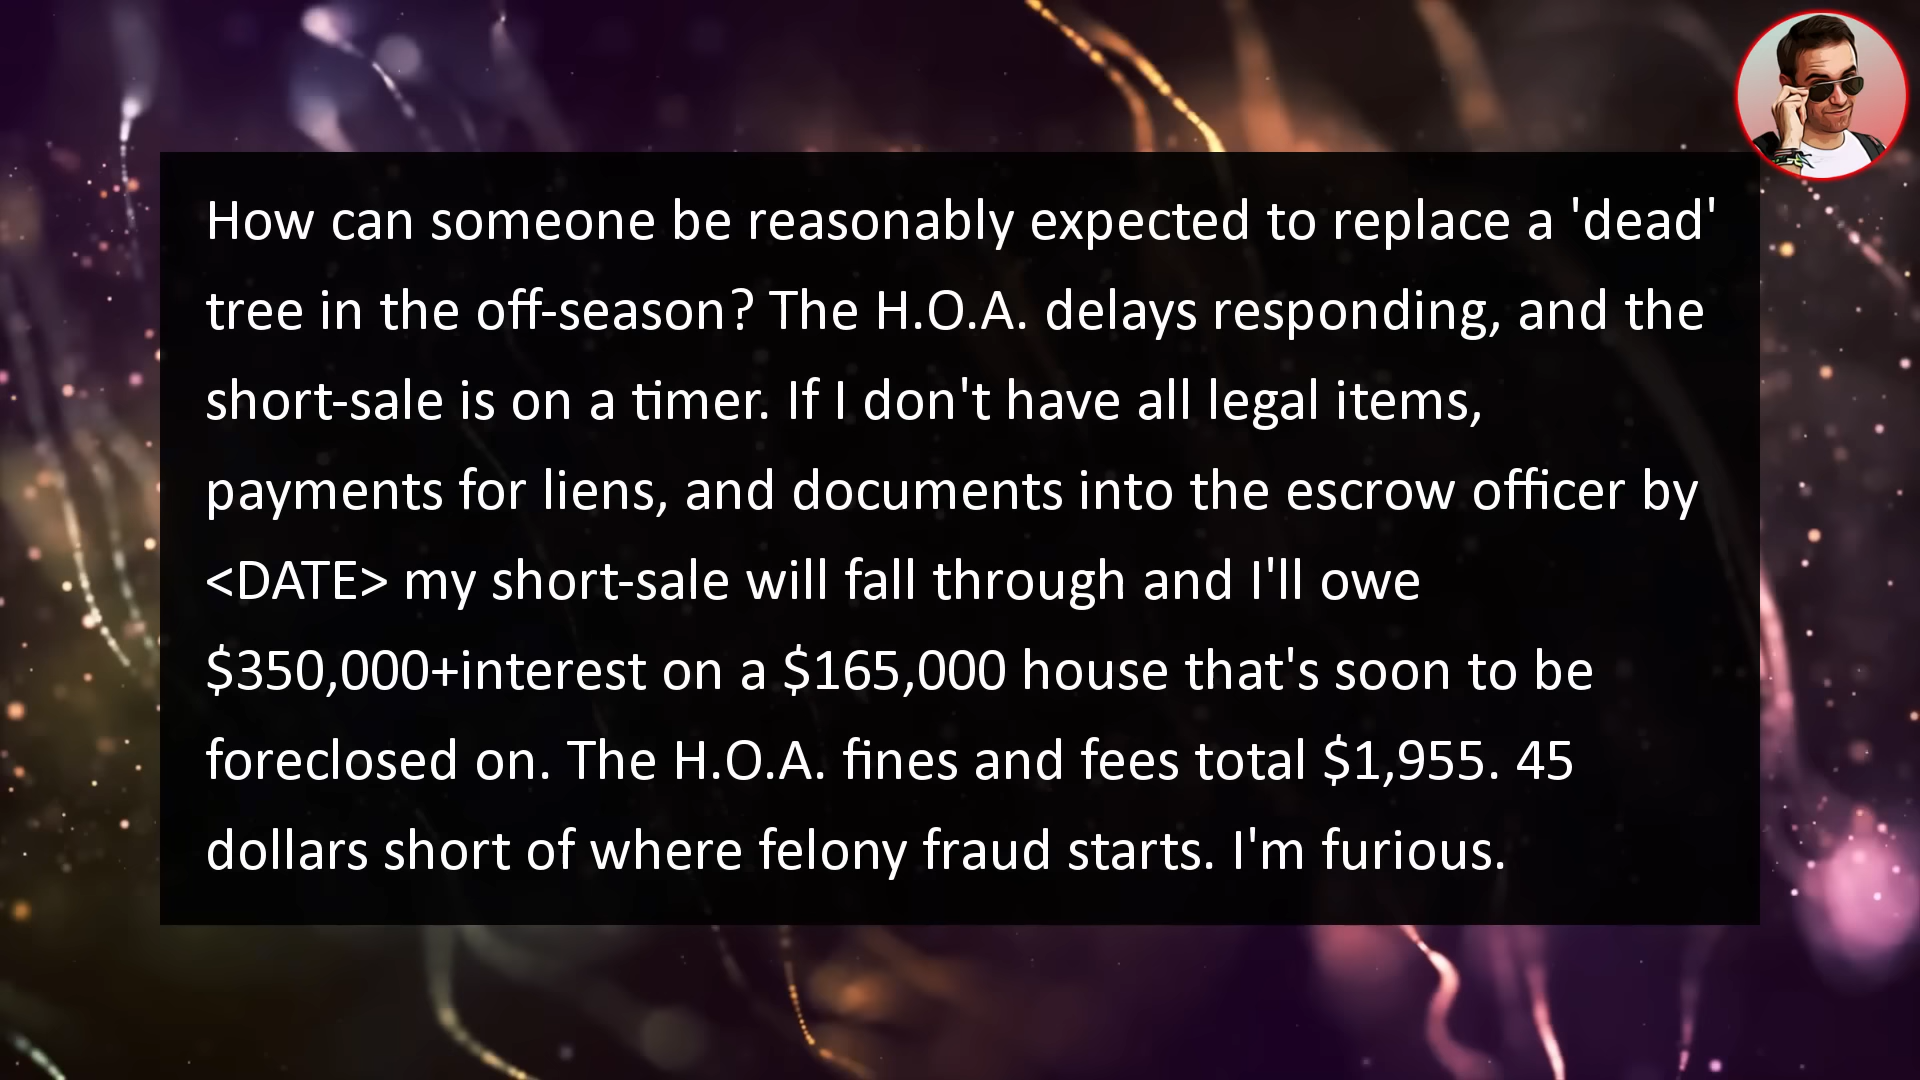 How can someone be reasonably expected to replace a 'dead'
tree in the off-season? The H.O.A. delays responding, and the
short-sale is on a timer. If I don't have all legal items,
payments for liens, and documents into the escrow officer by
<DATE> my short-sale will fall through and I'll owe
$350,000+interest on a $165,000 house that's soon to be
foreclosed on. The H.O.A. fines and fees total $1,955. 45
dollars short of where felony fraud starts. I'm furious.